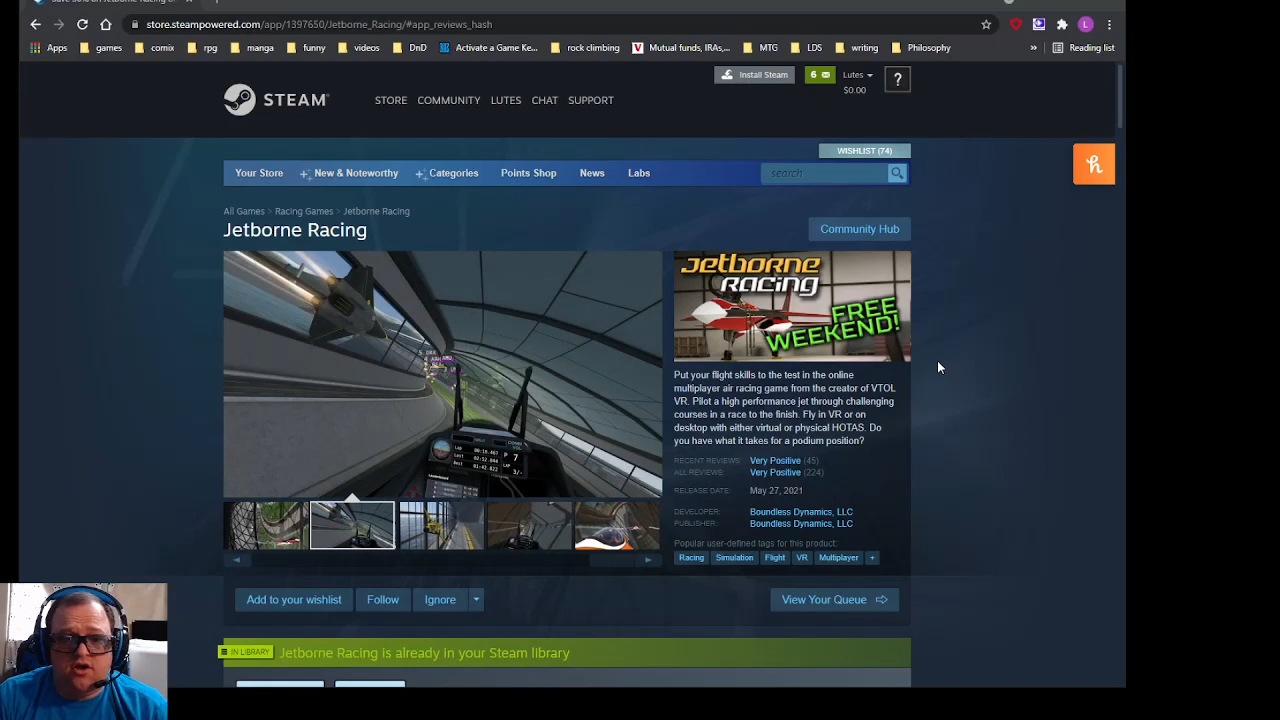 store.steampowered.com/app/1397650/Jetborne_Racing/#app_reviews_hash
Apps games comix rpg manga funny videos DnD Activate a Game Ke... rock climbing Mutual funds, IRAs,... MTG LDS writing Philosophy » Reading list
Install Steam 6 Lutes ?
$0.00
STEAM STORE COMMUNITY LUTES CHAT SUPPORT
WISHLIST (74)
Your Store New & Noteworthy Categories Points Shop News Labs search
All Games > Racing Games > Jetborne Racing
Jetborne Racing
Community Hub
JETBORNE
RACING
FREE
WEEKEND!
Put your flight skills to the test in the online
multiplayer air racing game from the creator of VTOL
VR. Pilot a high performance jet through challenging
courses in a race to the finish. Fly in VR or on
desktop with either virtual or physical HOTAS. Do
you have what it takes for a podium position?
RECENT REVIEWS: Very Positive (45)
ALL REVIEWS: Very Positive (224)
RELEASE DATE: May 27, 2021
DEVELOPER: Boundless Dynamics, LLC
PUBLISHER: Boundless Dynamics, LLC
Popular user-defined tags for this product:
Racing Simulation Flight VR Multiplayer +
Add to your wishlist Follow Ignore View Your Queue
IN LIBRARY Jetborne Racing is already in your Steam library